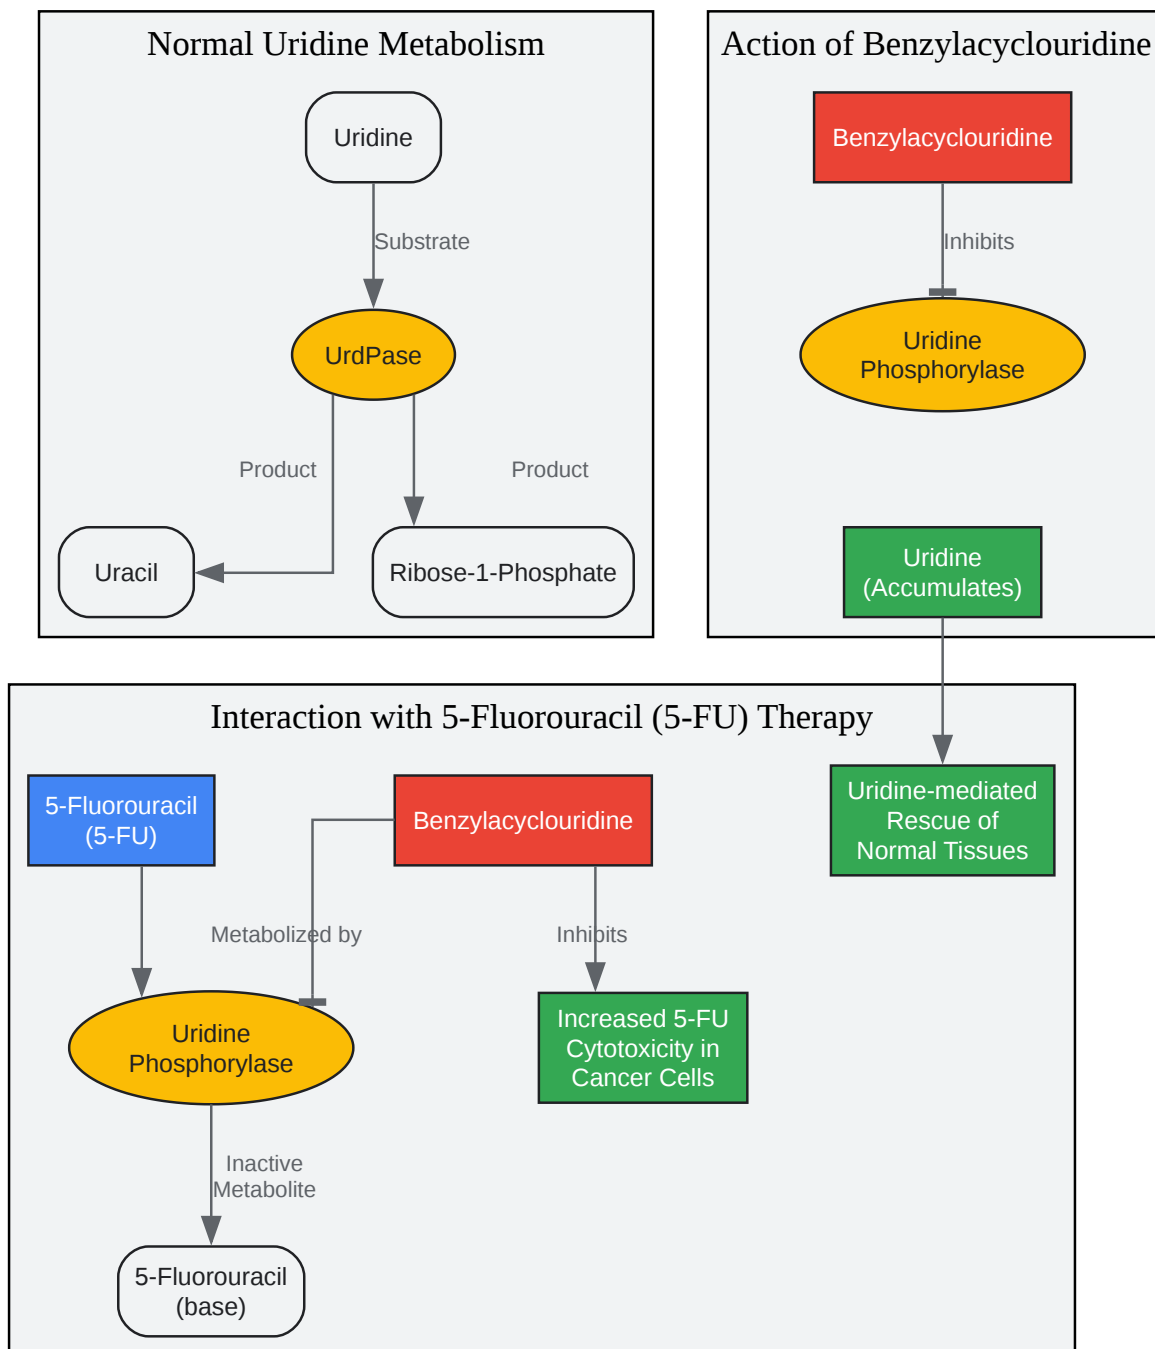 Normal Uridine Metabolism
Uridine
Substrate
UrdPase
Product
Product
Uracil
Ribose-1-Phosphate
Action of Benzylacyclouridine
Benzylacyclouridine
Inhibits
Uridine
Phosphorylase
Uridine
(Accumulates)
Interaction with 5-Fluorouracil (5-FU) Therapy
5-Fluorouracil
(5-FU)
Benzylacyclouridine
Uridine-mediated
Rescue of
Normal Tissues
Metabolized by
Inhibits
Uridine
Phosphorylase
Increased 5-FU
Cytotoxicity in
Cancer Cells
Inactive
Metabolite
5-Fluorouracil
(base)